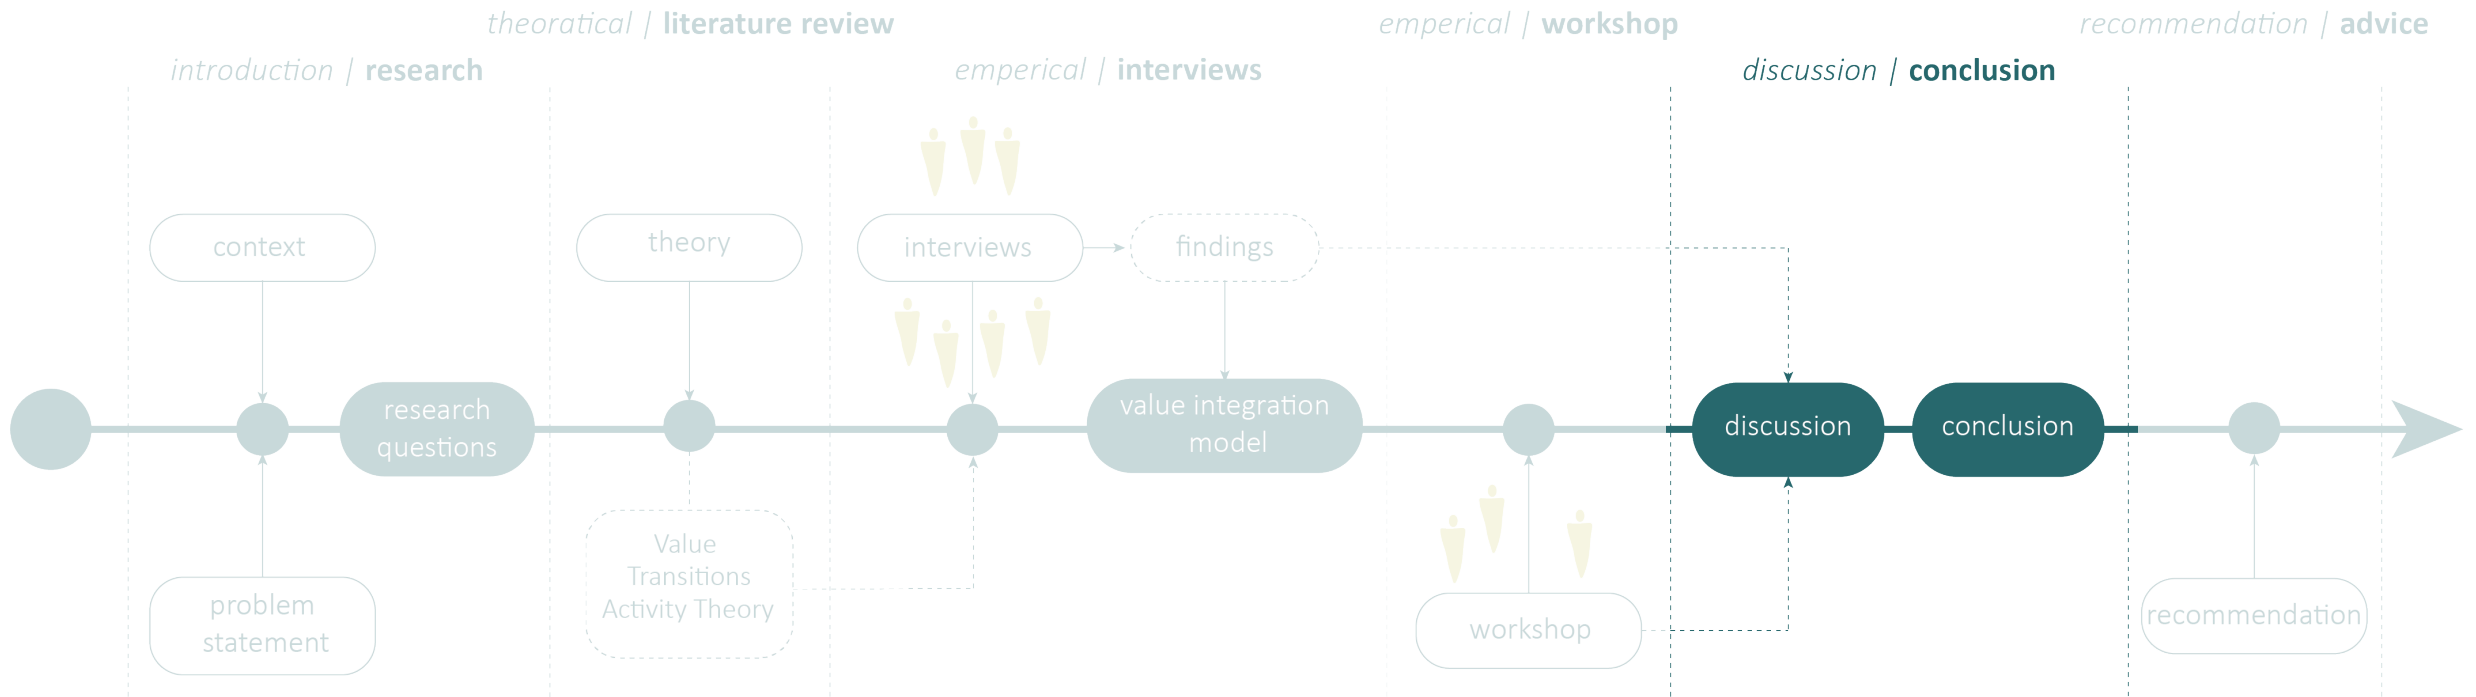 theoratical / literature review
emperical / workshop
recommendation / advice
introduction / research
emperical / interviews
discussion / conclusion
context
theory
interviews
findings
research
questions
value integration
model
discussion
conclusion
Value
Transitions
Activity Theory
problem
statement
workshop
recommendation